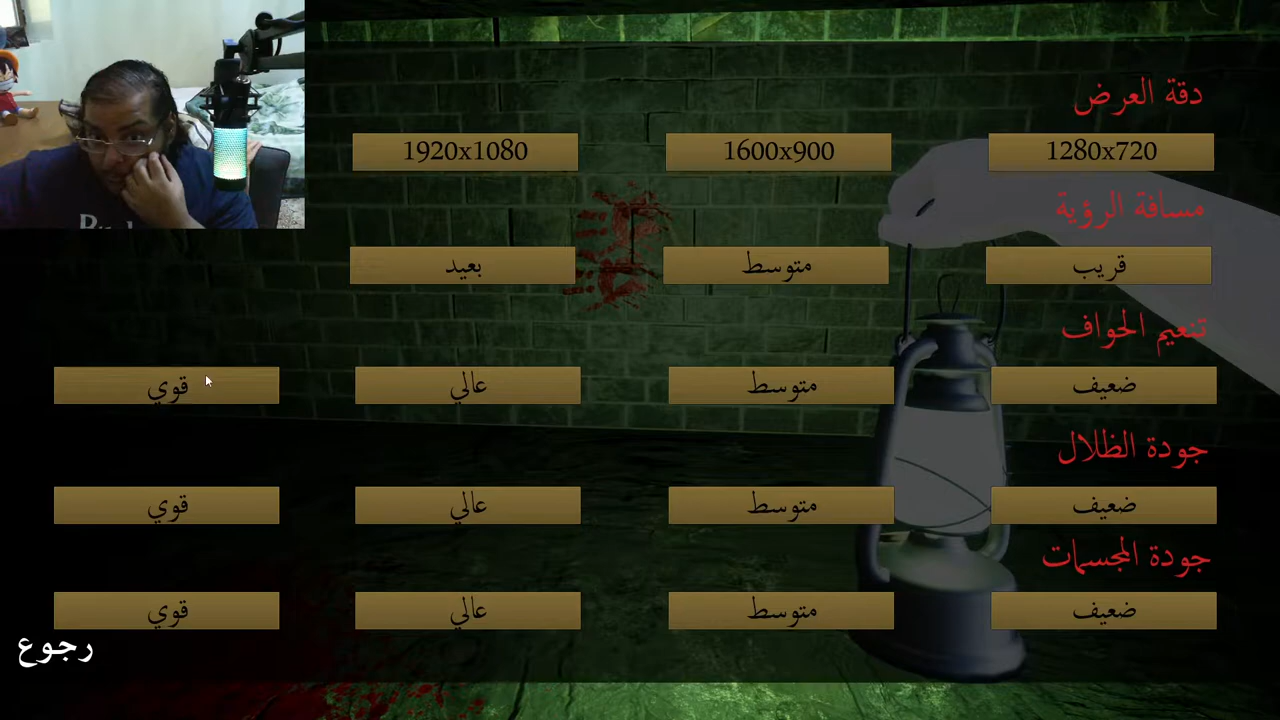 دقة العرض
1280x720 1600x900 1920x1080
مسافة الرؤية
قريب متوسط بعيد
تنعيم الحواف
ضعيف متوسط عالي قوي
جودة الظلال
ضعيف متوسط عالي قوي
جودة المجسمات
ضعيف متوسط عالي قوي
رجوع